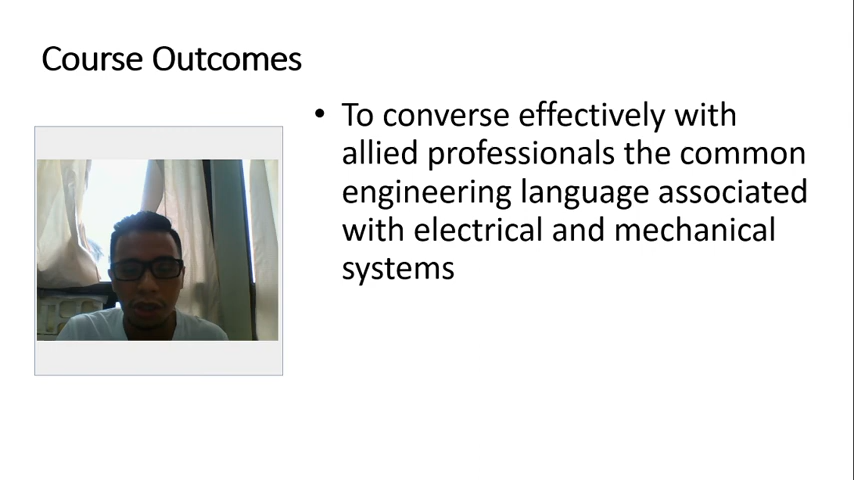 Course Outcomes
• To converse effectively with
allied professionals the common
engineering language associated
with electrical and mechanical
systems